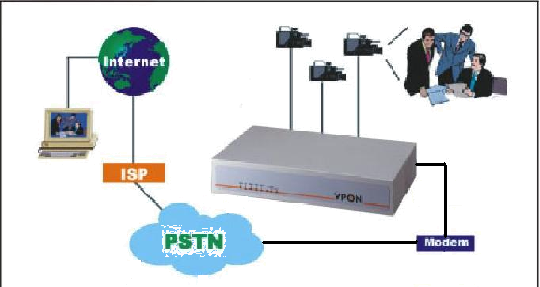 Internet
ISP
VPON
PSTN
Modem